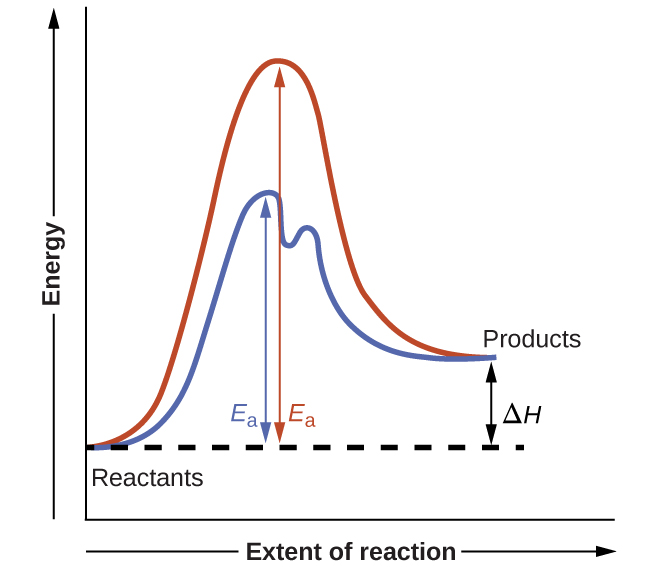 Energy
Products
ΔH
Ea Ea
Reactants
Extent of reaction